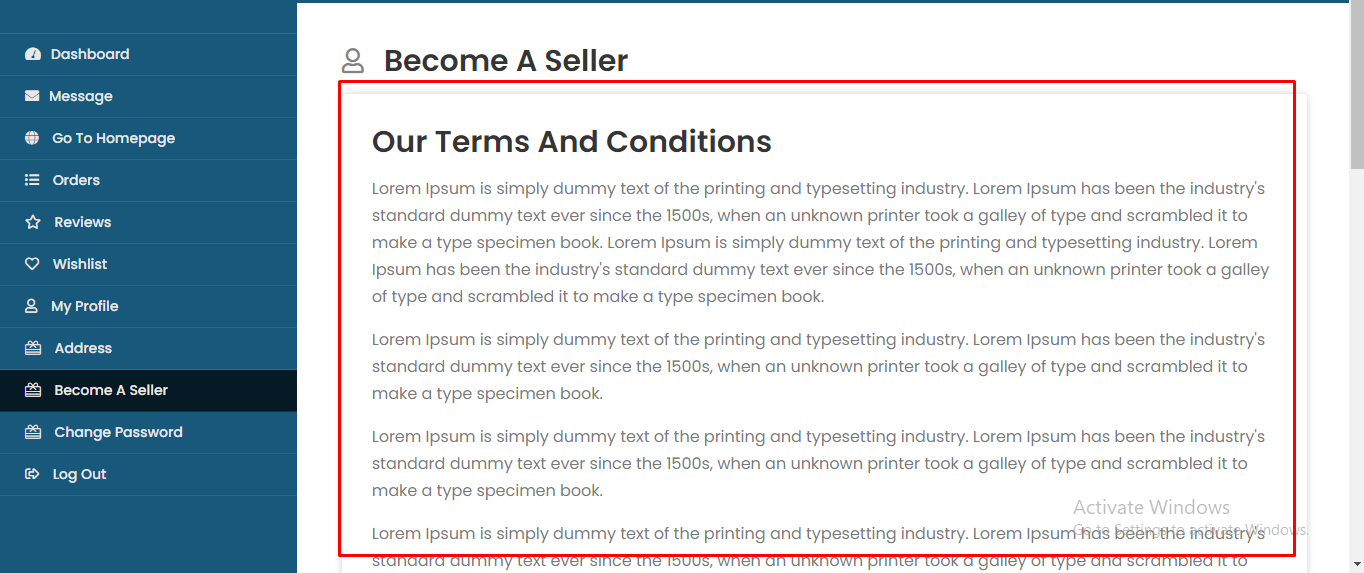 Dashboard
Message
Go To Homepage
Orders
Reviews
Wishlist
My Profile
Address
Become A Seller
Change Password
Log Out
Become A Seller
Our Terms And Conditions
Lorem Ipsum is simply dummy text of the printing and typesetting industry. Lorem Ipsum has been the industry's
standard dummy text ever since the 1500s, when an unknown printer took a galley of type and scrambled it to
make a type specimen book. Lorem Ipsum is simply dummy text of the printing and typesetting industry. Lorem
Ipsum has been the industry's standard dummy text ever since the 1500s, when an unknown printer took a galley
of type and scrambled it to make a type specimen book.
Lorem Ipsum is simply dummy text of the printing and typesetting industry. Lorem Ipsum has been the industry's
standard dummy text ever since the 1500s, when an unknown printer took a galley of type and scrambled it to
make a type specimen book.
Lorem Ipsum is simply dummy text of the printing and typesetting industry. Lorem Ipsum has been the industry's
standard dummy text ever since the 1500s, when an unknown printer took a galley of type and scrambled it to
make a type specimen book.
Lorem Ipsum is simply dummy text of the printing and typesetting industry. Lorem Ipsum has been the industry's
standard dummy text ever since the 1500s, when an unknown printer took a galley of type and scrambled it to
Activate Windows
Go to Settings to activate Windows.